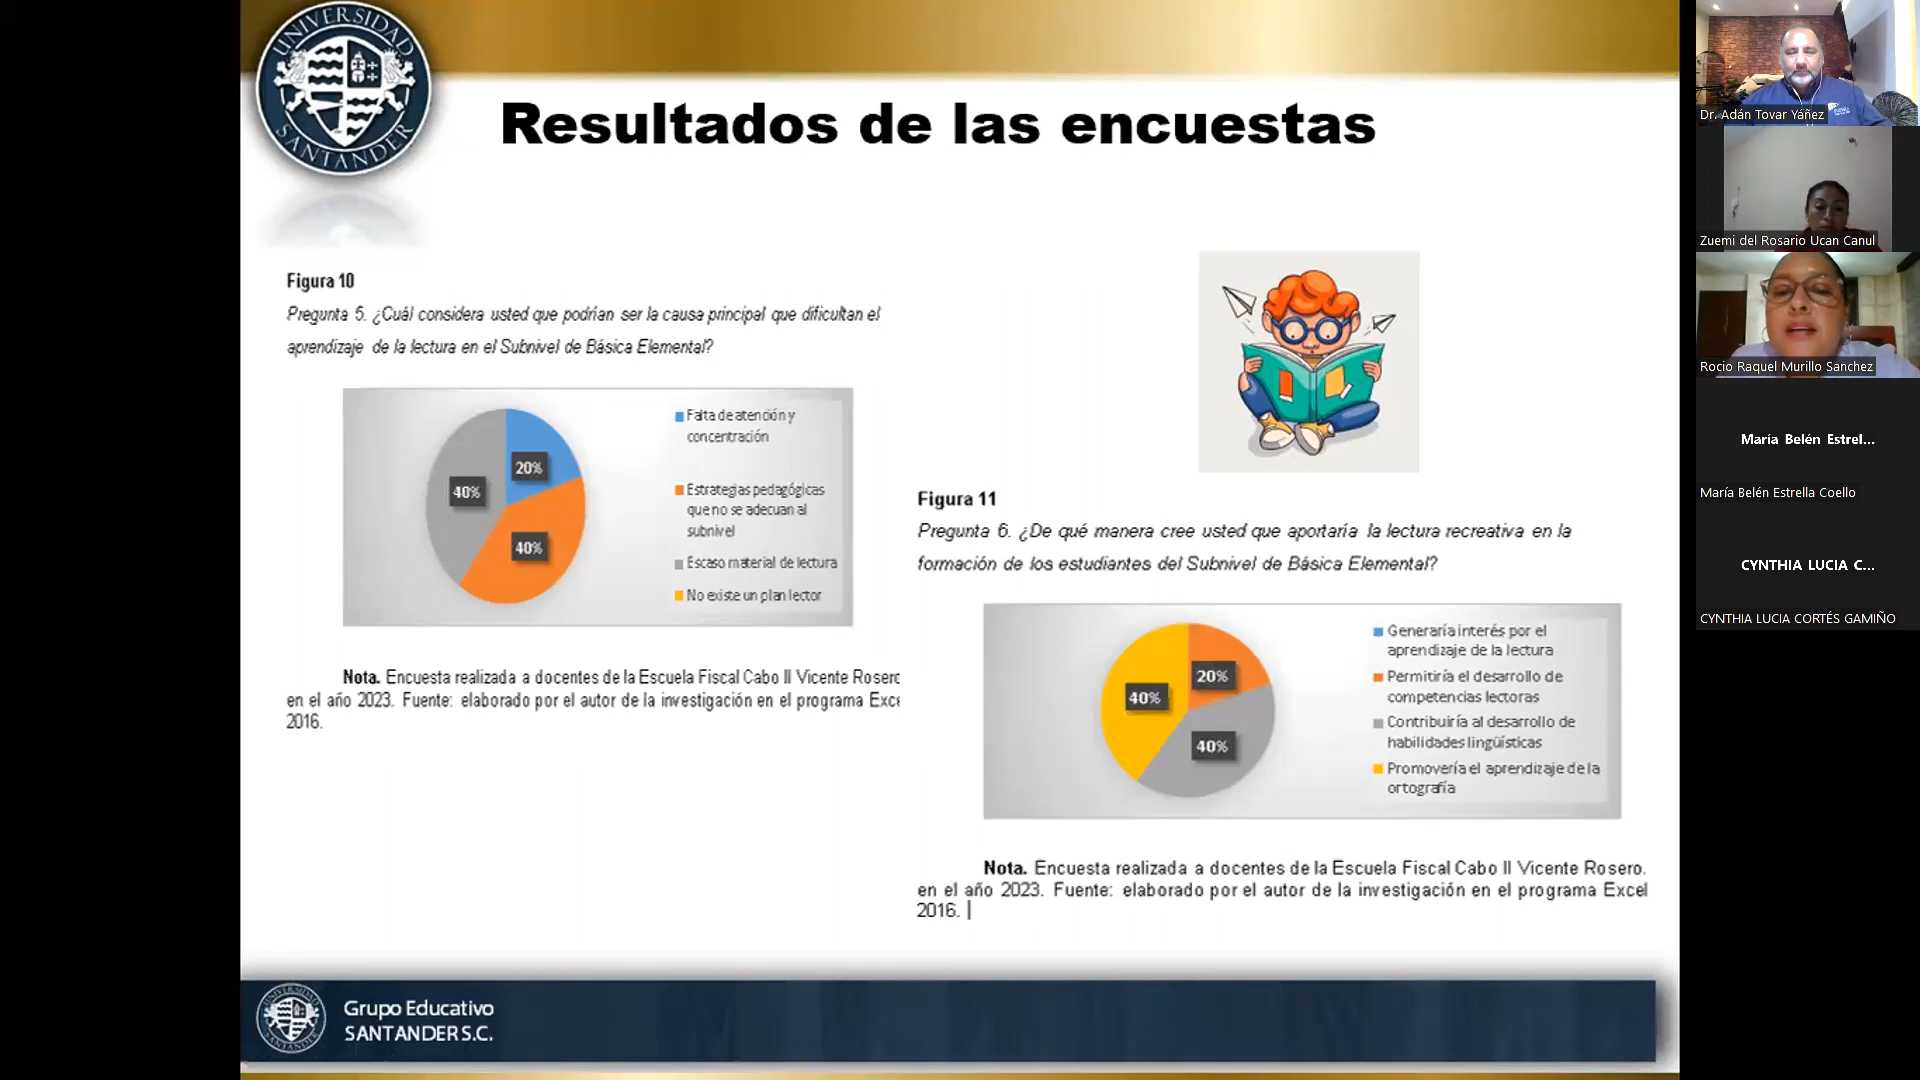 UNIVERSIDAD
SANTANDER
Resultados de las encuestas
Figura 10
Pregunta 5. ¿Cuál considera usted que podrían ser la causa principal que dificultan el
aprendizaje de la lectura en el Subnivel de Básica Elemental?
20%
40%
40%
Falta de atención y
concentración
Estrategias pedagógicas
que no se adecuan al
subnivel
Escaso material de lectura
No existe un plan lector
Nota. Encuesta realizada a docentes de la Escuela Fiscal Cabo II Vicente Rosero
en el año 2023. Fuente: elaborado por el autor de la investigación en el programa Exce
2016.
Figura 11
Pregunta 6. ¿De qué manera cree usted que aportaría la lectura recreativa en la
formación de los estudiantes del Subnivel de Básica Elemental?
20%
40%
40%
Generaría interés por el
aprendizaje de la lectura
Permitiría el desarrollo de
competencias lectoras
Contribuiría al desarrollo de
habilidades lingüísticas
Promovería el aprendizaje de la
ortografía
Nota. Encuesta realizada a docentes de la Escuela Fiscal Cabo II Vicente Rosero.
en el año 2023. Fuente: elaborado por el autor de la investigación en el programa Excel
2016.
Grupo Educativo
SANTANDER S.C.
Dr. Adán Tovar Yáñez
Zuemi del Rosario Ucan Canul
Rocio Raquel Murillo Sanchez
María Belén Estrel...
María Belén Estrella Coello
CYNTHIA LUCIA C...
CYNTHIA LUCIA CORTÉS GAMIÑO